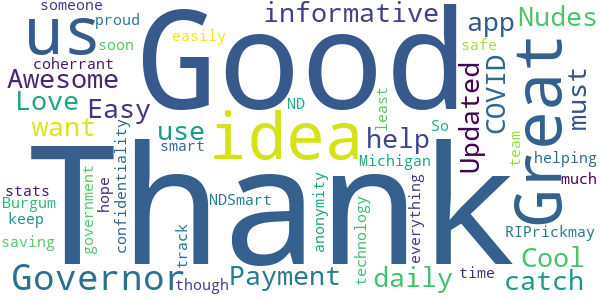 someone
proud
us
soon
coherrant
Awesome
Love
Easy
want
Good
easily
ND
smart
use
idea
informative
app
Nudes
safe
help
least
So
Michigan
Updated
COVID
must
Great
team
helping
much
RIPrickmay
Thank
stats
Burgum
keep
saving
government
hope
confidentiality
track
NDSmart
anonymity
technology
everything
Governor
though
Payment
daily
time
Cool
catch